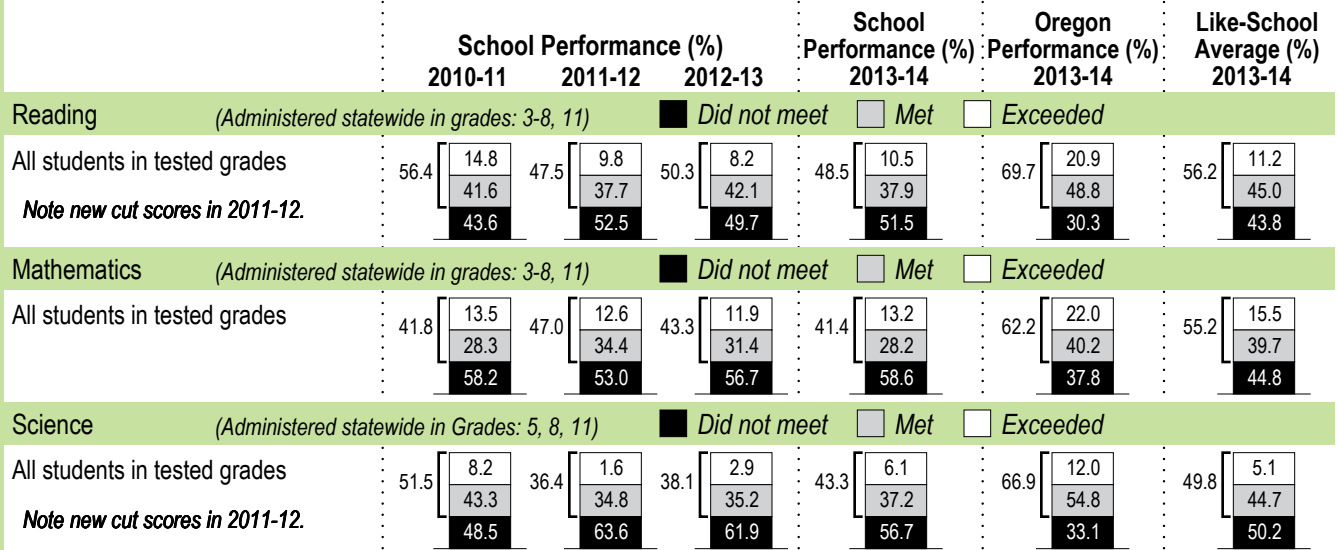 School Performance (%)
2010-11 2011-12 2012-13
School
Performance (%)
2013-14
Oregon
Performance (%)
2013-14
Like-School
Average (%)
2013-14
Reading (Administered statewide in grades: 3-8, 11) Did not meet Met Exceeded
All students in tested grades
Note new cut scores in 2011-12.
56.4 14.8 41.6 43.6
47.5 9.8 37.7 52.5
50.3 8.2 42.1 49.7
48.5 10.5 37.9 51.5
69.7 20.9 48.8 30.3
56.2 11.2 45.0 43.8
Mathematics (Administered statewide in grades: 3-8, 11) Did not meet Met Exceeded
All students in tested grades
41.8 13.5 28.3 58.2
47.0 12.6 34.4 53.0
43.3 11.9 31.4 56.7
41.4 13.2 28.2 58.6
62.2 22.0 40.2 37.8
55.2 15.5 39.7 44.8
Science (Administered statewide in Grades: 5, 8, 11) Did not meet Met Exceeded
All students in tested grades
Note new cut scores in 2011-12.
51.5 8.2 43.3 48.5
36.4 1.6 34.8 63.6
38.1 2.9 35.2 61.9
43.3 6.1 37.2 56.7
66.9 12.0 54.8 33.1
49.8 5.1 44.7 50.2